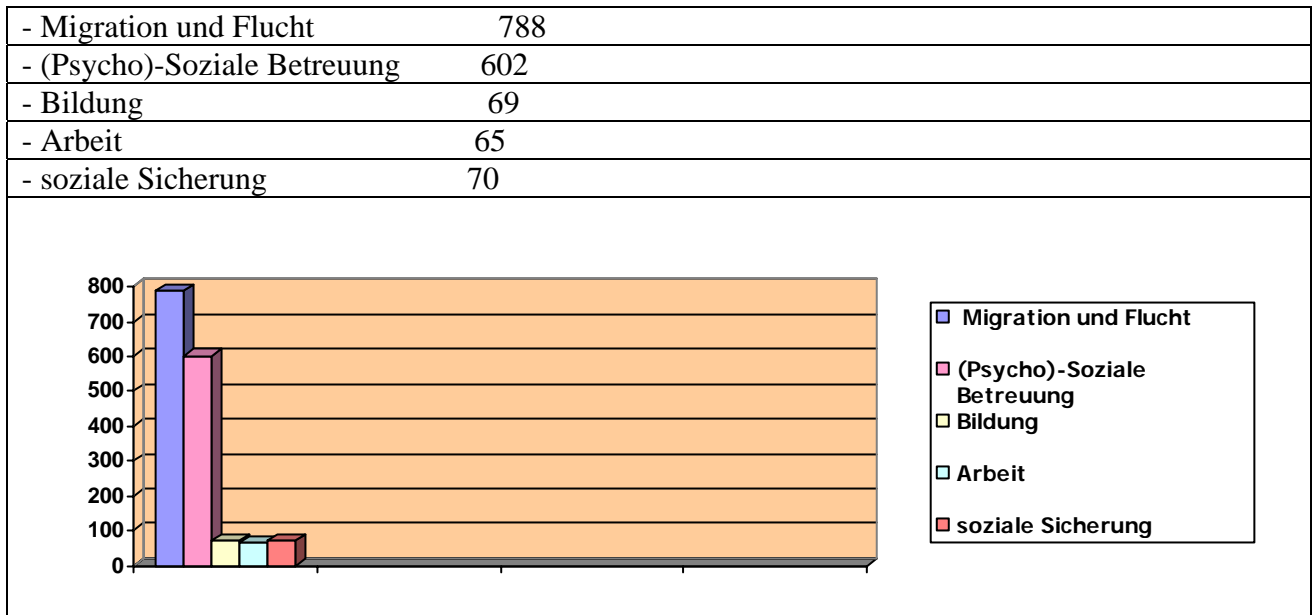 - Migration und Flucht 788
- (Psycho)-Soziale Betreuung 602
- Bildung 69
- Arbeit 65
- soziale Sicherung 70
800
700
600
500
400
300
200
100
0
Migration und Flucht
(Psycho)-Soziale
Betreuung
Bildung
Arbeit
soziale Sicherung